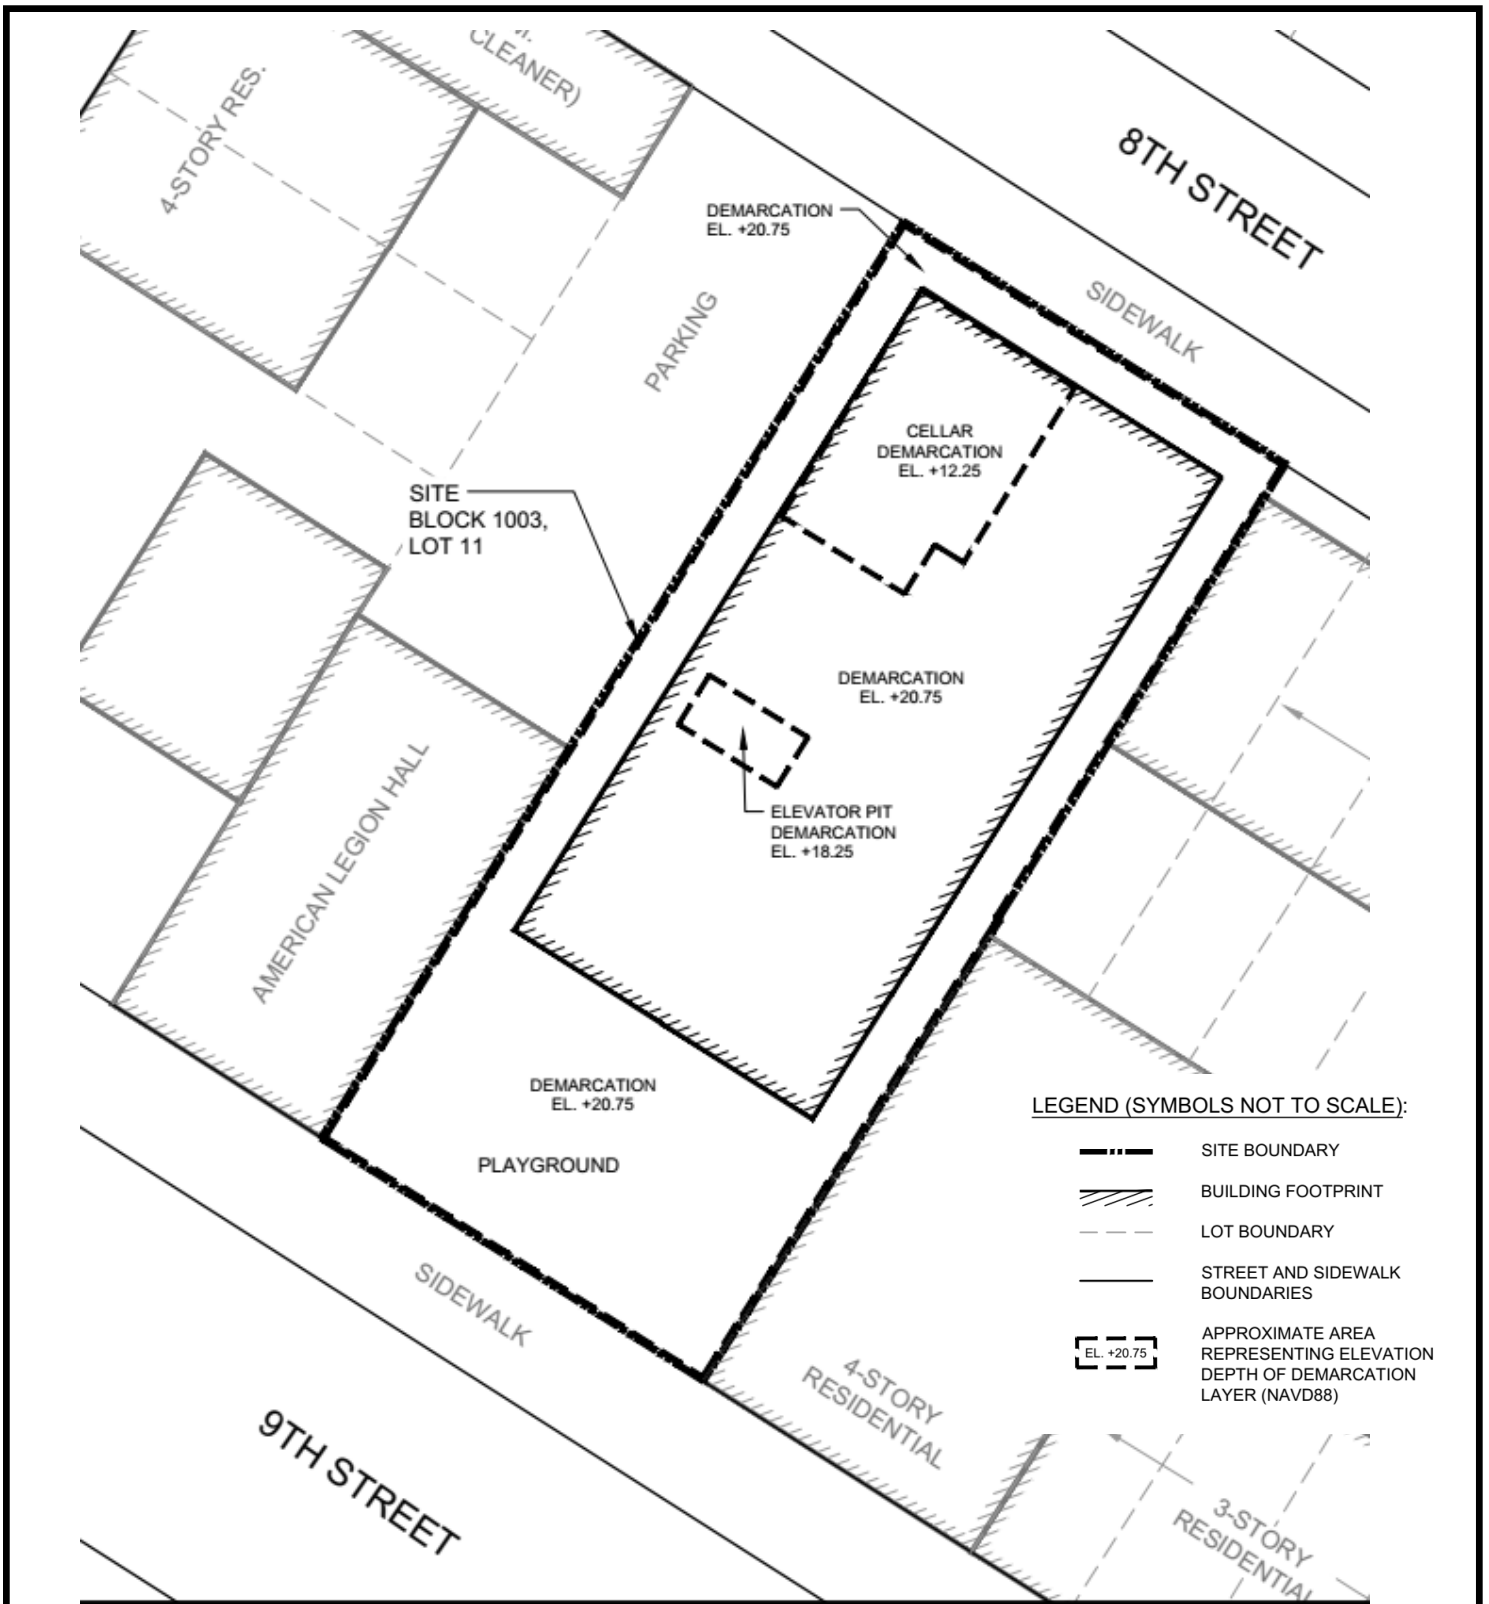 CLEANER)
4-STORY RES.
8TH STREET
DEMARCATION
EL. +20.75
SIDEWALK
PARKING
CELLAR
DEMARCATION
EL. +12.25
SITE
BLOCK 1003,
LOT 11
DEMARCATION
EL. +20.75
ELEVATOR PIT
DEMARCATION
EL. +18.25
AMERICAN LEGION HALL
DEMARCATION
EL. +20.75
PLAYGROUND
SIDEWALK
9TH STREET
4-STORY
RESIDENTIAL
3-STORY
RESIDENTIAL
LEGEND (SYMBOLS NOT TO SCALE):
SITE BOUNDARY
BUILDING FOOTPRINT
LOT BOUNDARY
STREET AND SIDEWALK
BOUNDARIES
EL. +20.75
APPROXIMATE AREA
REPRESENTING ELEVATION
DEPTH OF DEMARCATION
LAYER (NAVD88)